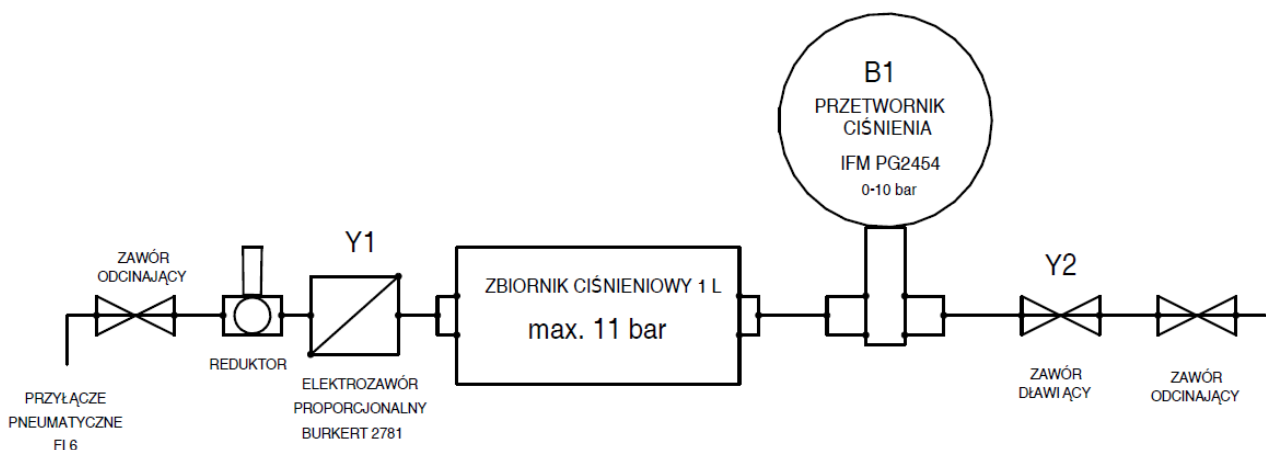 B1
PRZETWORNIK
CIŚNIENIA
IFM PG2454
0-10 bar
Y1
Y2
ZAWÓR
ODCINAJĄCY
ZBIORNIK CIŚNIENIOWY 1 L
max. 11 bar
REDUKTOR
ELEKTROZAWÓR
PROPORCJONALNY
BURKERT 2781
ZAWÓR
DŁAWIĄCY
ZAWÓR
ODCINAJĄCY
PRZYŁĄCZE
PNEUMATYCZNE
FI 6